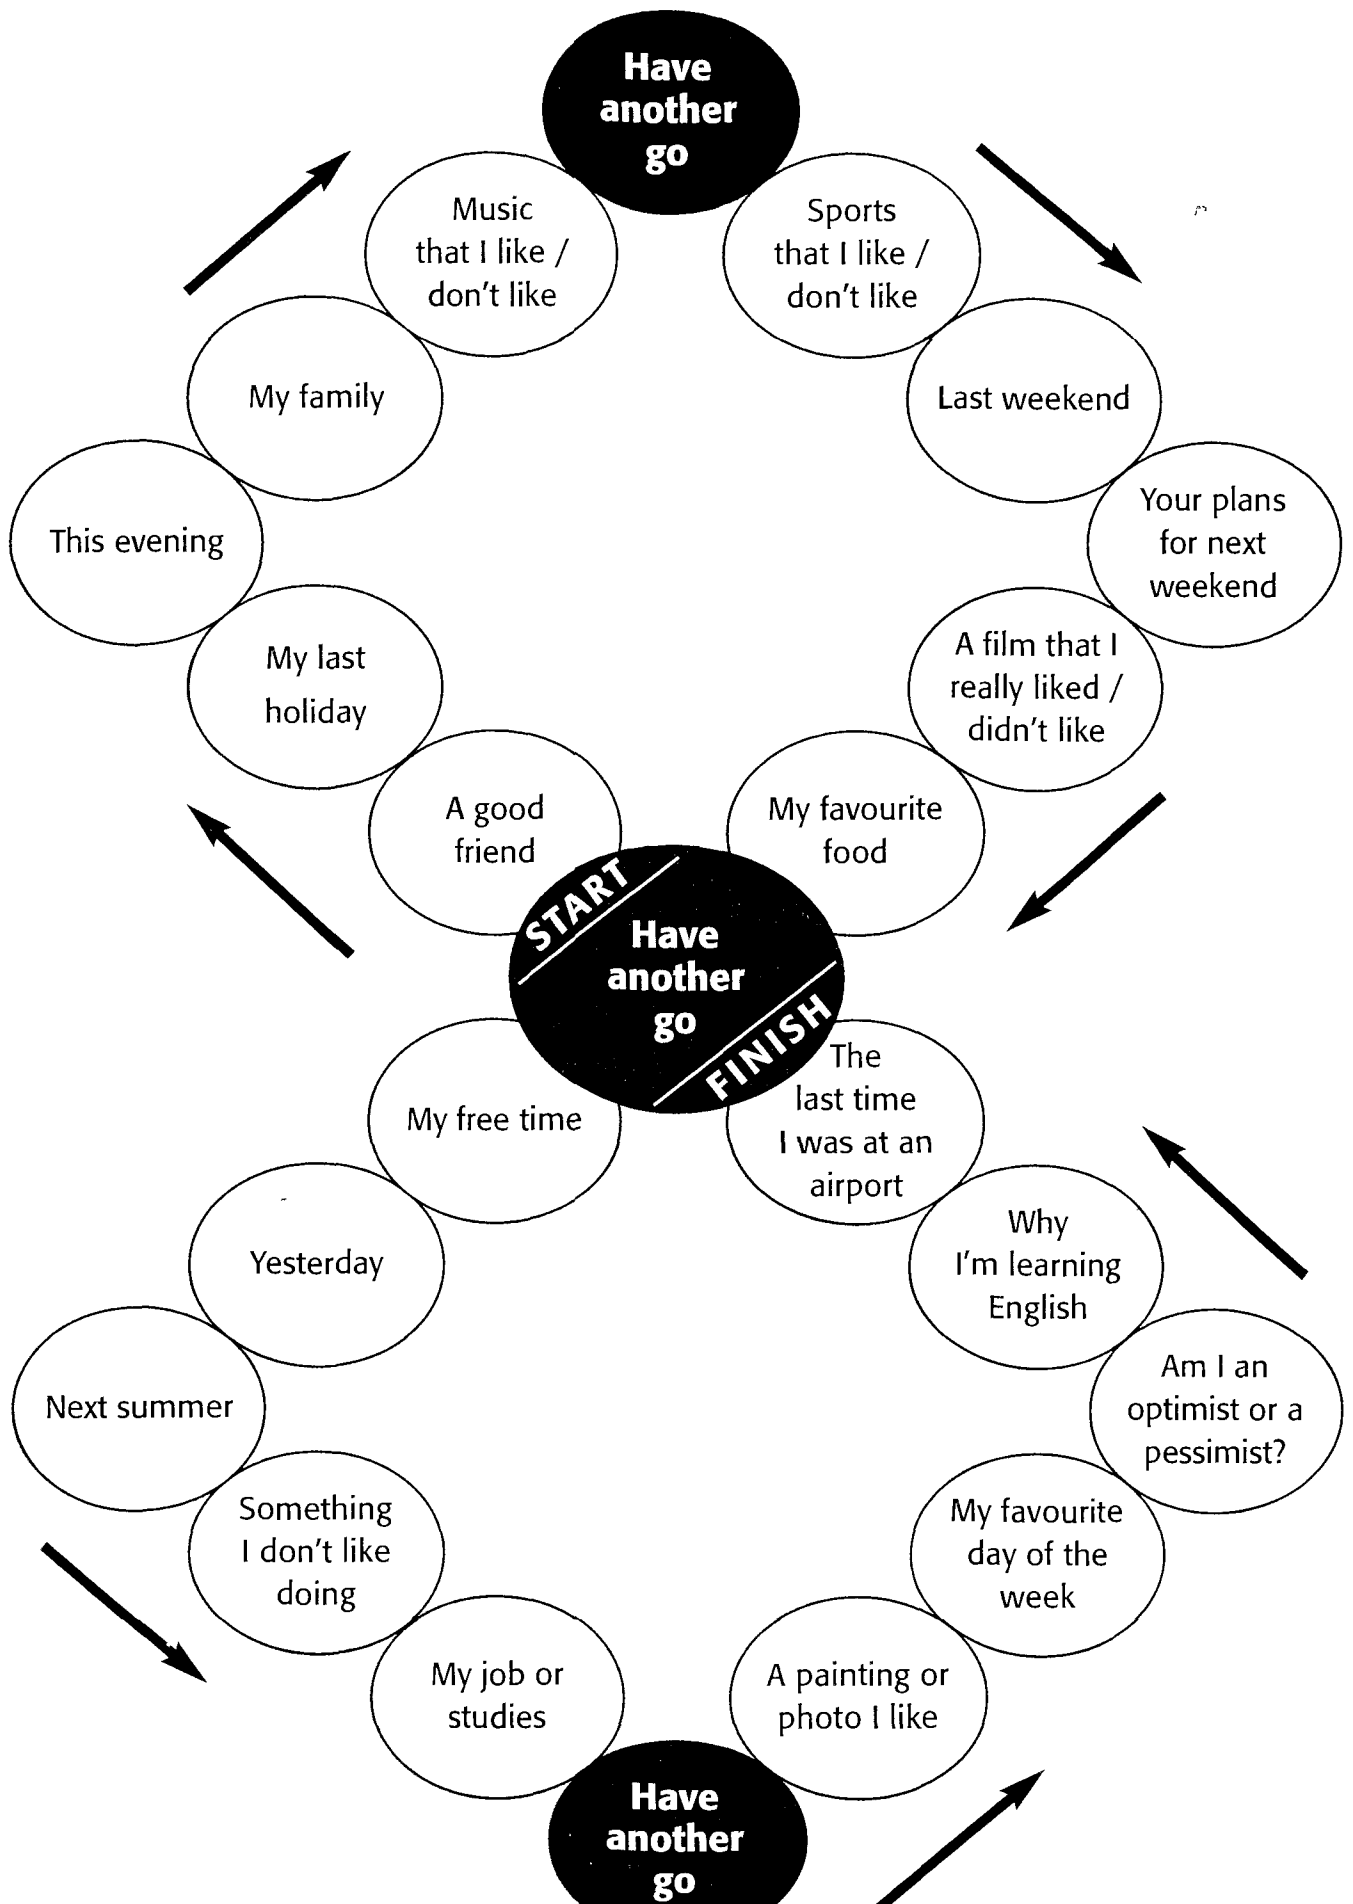 Have
another
go
Music
that I like /
don't like
Sports
that I like /
don't like
My family
Last weekend
This evening
Your plans
for next
weekend
My last
holiday
A film that I
really liked /
didn't like
A good
friend
My favourite
food
START
Have
another
go
FINISH
My free time
The
last time
I was at an
airport
Yesterday
Why
I'm learning
English
Next summer
Am I an
optimist or a
pessimist?
Something
I don't like
doing
My favourite
day of the
week
My job or
studies
A painting or
photo I like
Have
another
go